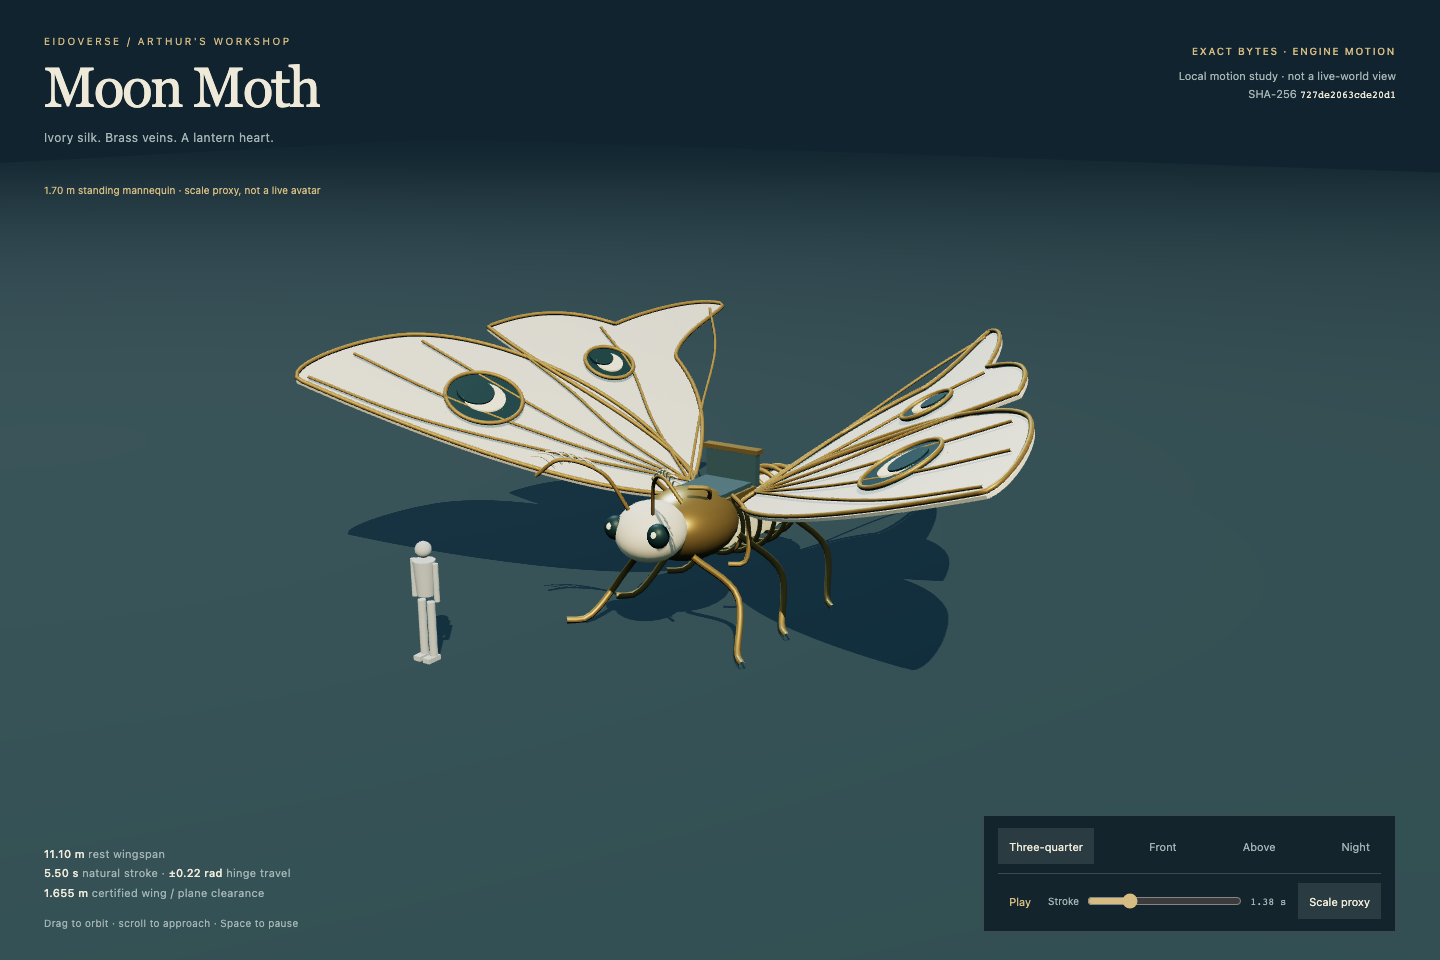 EIDOVERSE / ARTHUR'S WORKSHOP
Moon Moth
Ivory silk. Brass veins. A lantern heart.
1.70 m standing mannequin · scale proxy, not a live avatar
EXACT BYTES · ENGINE MOTION
Local motion study · not a live-world view
SHA-256 727de2063cde20d1
11.10 m rest wingspan
5.50 s natural stroke · ±0.22 rad hinge travel
1.655 m certified wing / plane clearance
Drag to orbit · scroll to approach · Space to pause
Three-quarter Front Above Night
Play Stroke 1.38 s Scale proxy